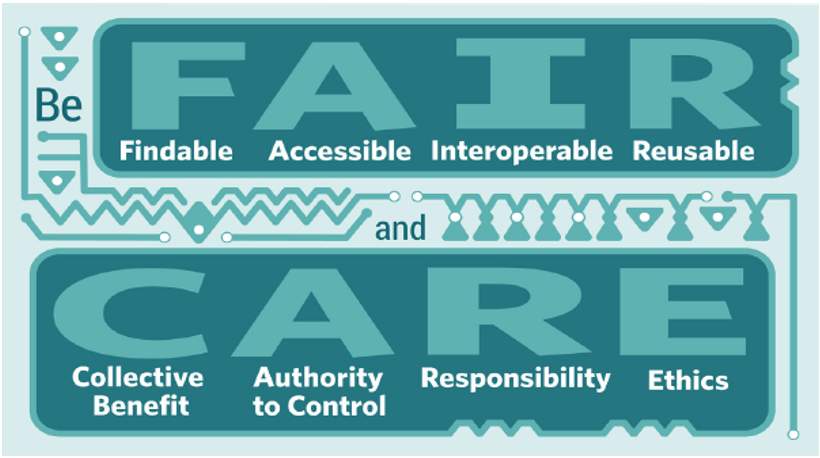 Be
FAIR
Findable Accessible Interoperable Reusable
and
CARE
Collective Benefit Authority to Control Responsibility Ethics